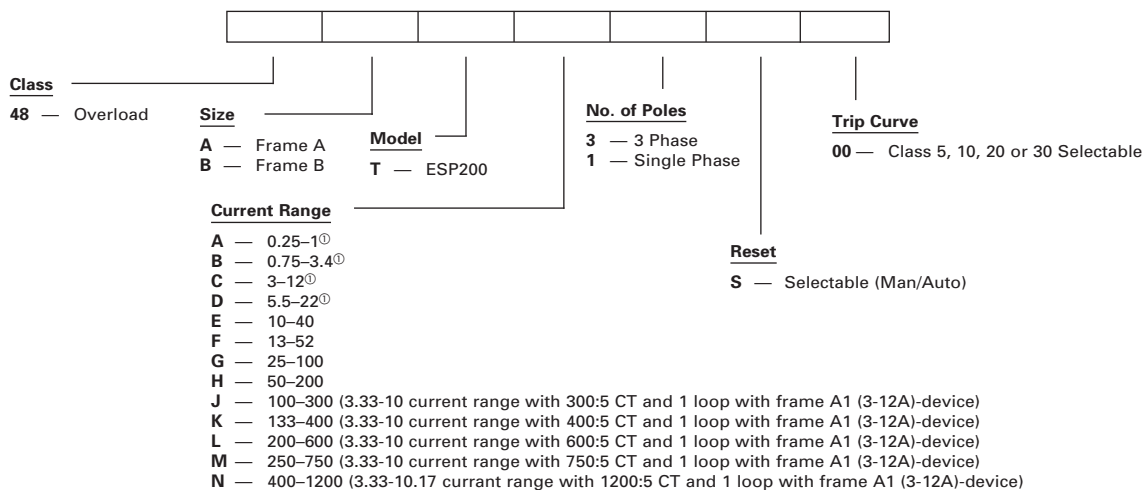 Class
48 — Overload
Size
A — Frame A
B — Frame B
Model
T — ESP200
No. of Poles
3 — 3 Phase
1 — Single Phase
Trip Curve
00 — Class 5, 10, 20 or 30 Selectable
Current Range
A — 0.25–1①
B — 0.75–3.4①
C — 3–12①
D — 5.5–22①
E — 10–40
F — 13–52
G — 25–100
H — 50–200
J — 100–300 (3.33-10 current range with 300:5 CT and 1 loop with frame A1 (3-12A)-device)
K — 133–400 (3.33-10 current range with 400:5 CT and 1 loop with frame A1 (3-12A)-device)
L — 200–600 (3.33-10 current range with 600:5 CT and 1 loop with frame A1 (3-12A)-device)
M — 250–750 (3.33-10 current range with 750:5 CT and 1 loop with frame A1 (3-12A)-device)
N — 400–1200 (3.33-10.17 currant range with 1200:5 CT and 1 loop with frame A1 (3-12A)-device)
Reset
S — Selectable (Man/Auto)